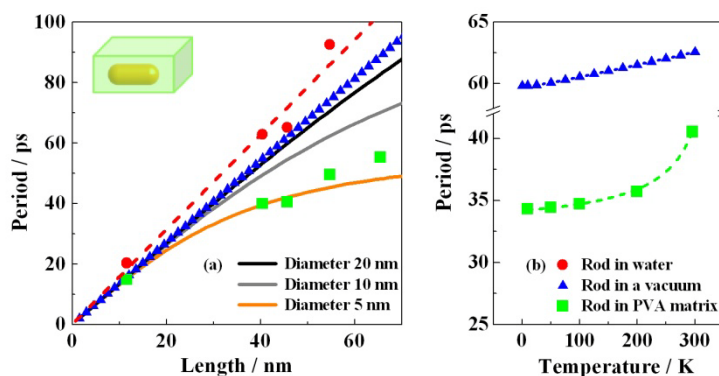 100
80
60
40
20
0
Period / ps
(a)
Diameter 20 nm
Diameter 10 nm
Diameter 5 nm
0 20 40 60
Length / nm
60
40
35
30
25
Period / ps
(b)
Rod in water
Rod in a vacuum
Rod in PVA matrix
0 100 200 300
Temperature / K